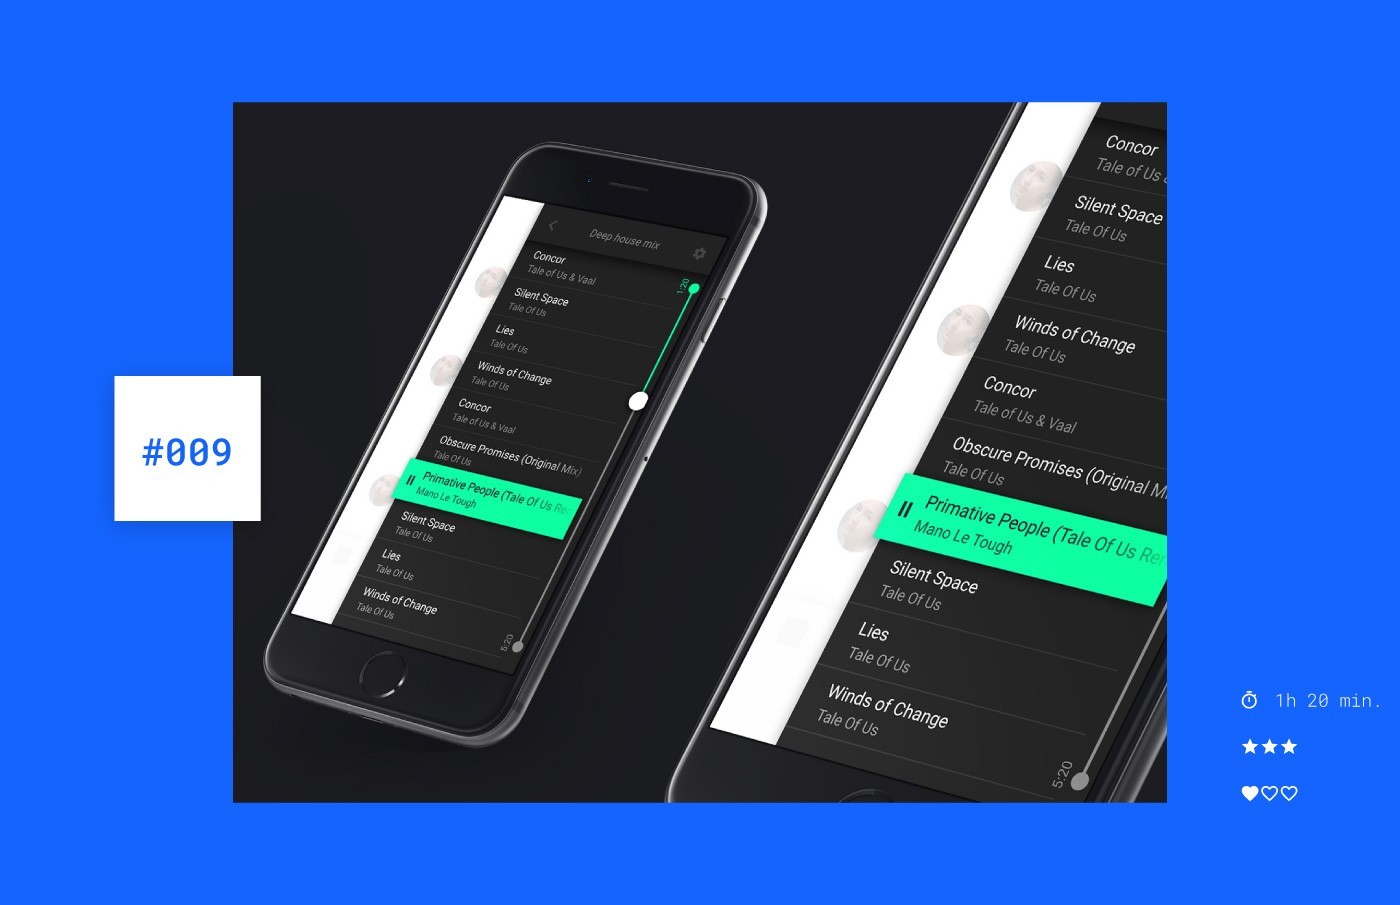 #009
Deep house mix
Concor
Tale of Us & Vaal
Silent Space
Tale Of Us
Lies
Tale Of Us
Winds of Change
Tale Of Us
Concor
Tale of Us & Vaal
Obscure Promises (Original Mix)
Tale Of Us
Primative People (Tale Of Us Re
Mano Le Tough
Silent Space
Tale Of Us
Lies
Tale Of Us
Winds of Change
Tale Of Us
1:20
5:20
Concor
Tale of Us &
Silent Space
Tale Of Us
Lies
Tale Of Us
Winds of Change
Tale Of Us
Concor
Tale of Us & Vaal
Obscure Promises (Original M
Tale Of Us
Primative People (Tale Of Us Rer
Mano Le Tough
Silent Space
Tale Of Us
Lies
Tale Of Us
Winds of Change
Tale Of Us
5:20
1h 20 min.